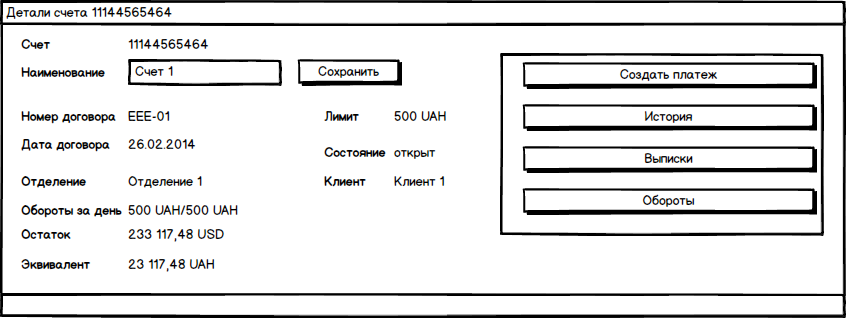 Детали счета 11144565464
Счет 11144565464
Наименование Счет 1 Сохранить
Номер договора EEE-01 Лимит 500 UAH
Дата договора 26.02.2014
Состояние открыт
Отделение Отделение 1 Клиент Клиент 1
Обороты за день 500 UAH/500 UAH
Остаток 233 117,48 USD
Эквивалент 23 117,48 UAH
Создать платеж
История
Выписки
Обороты